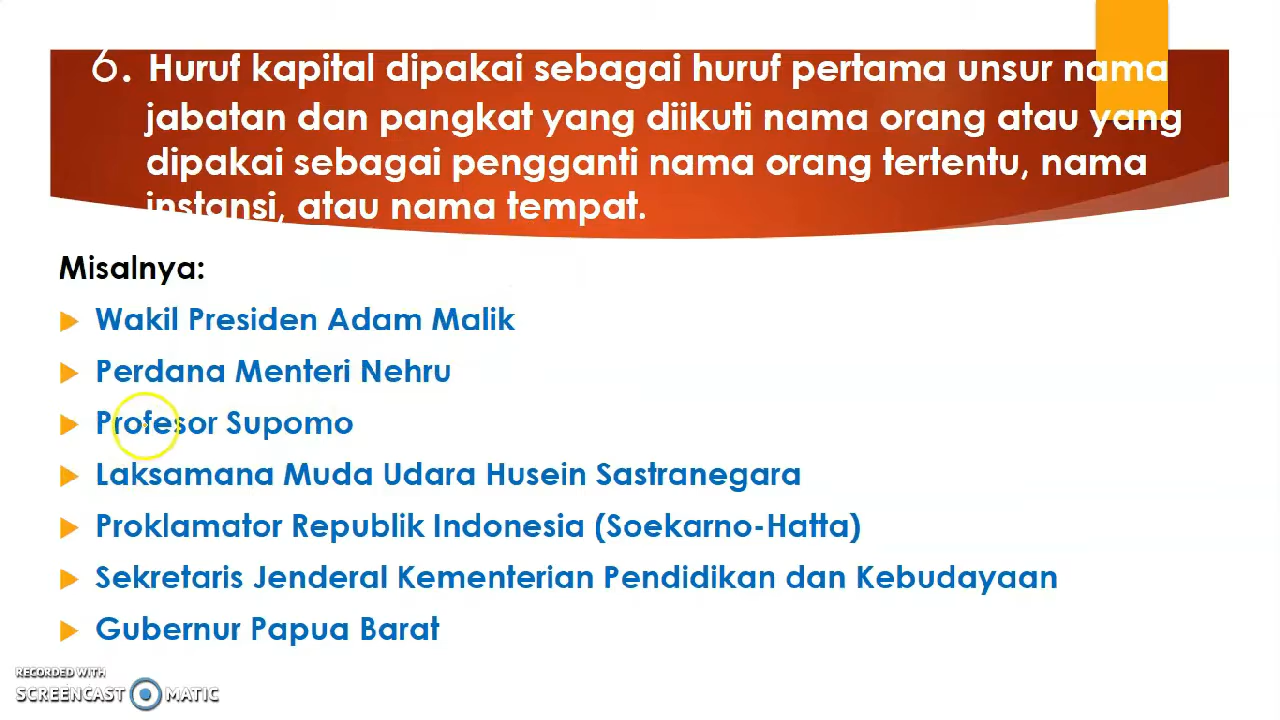 6. Huruf kapital dipakai sebagai huruf pertama unsur nama
jabatan dan pangkat yang diikuti nama orang atau yang
dipakai sebagai pengganti nama orang tertentu, nama
instansi, atau nama tempat.
Misalnya:
Wakil Presiden Adam Malik
Perdana Menteri Nehru
Profesor Supomo
Laksamana Muda Udara Husein Sastranegara
Proklamator Republik Indonesia (Soekarno-Hatta)
Sekretaris Jenderal Kementerian Pendidikan dan Kebudayaan
Gubernur Papua Barat
RECORDED WITH
SCREENCAST MATIC